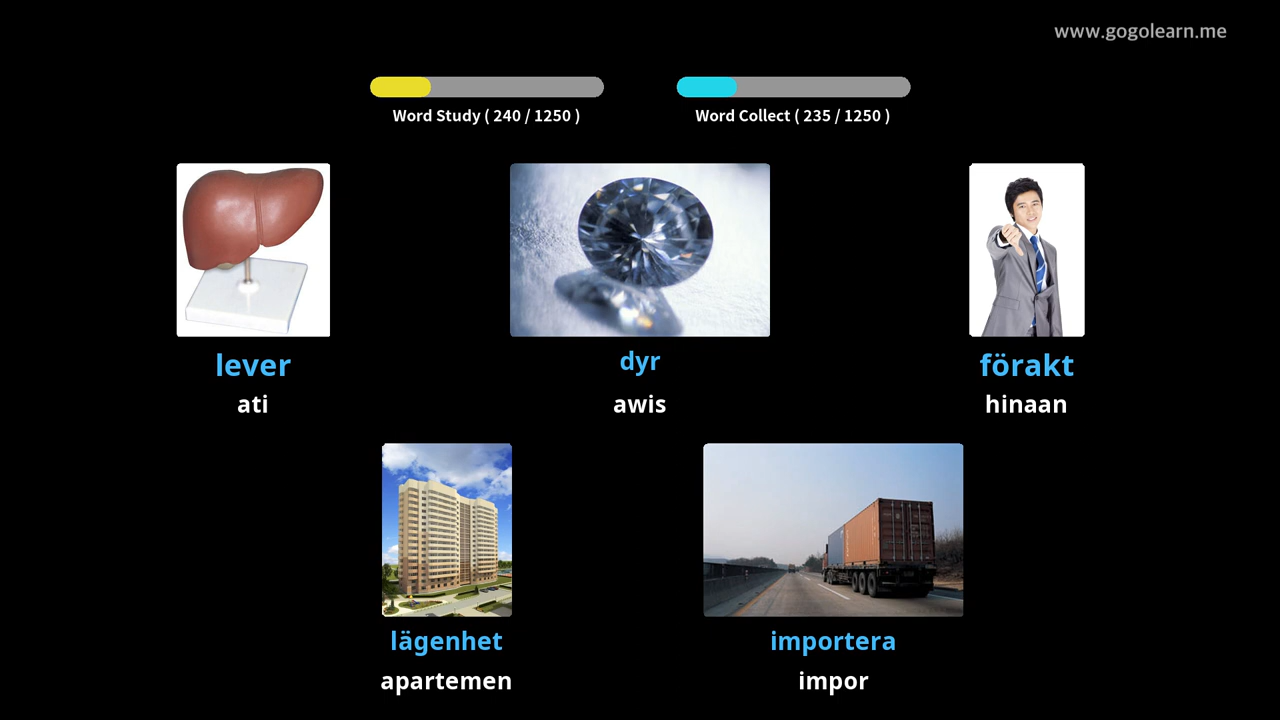 www.gogolearn.me
Word Study ( 240 / 1250 )
Word Collect ( 235 / 1250 )
lever
ati
dyr
awis
förakt
hinaan
lägenhet
apartemen
importera
impor